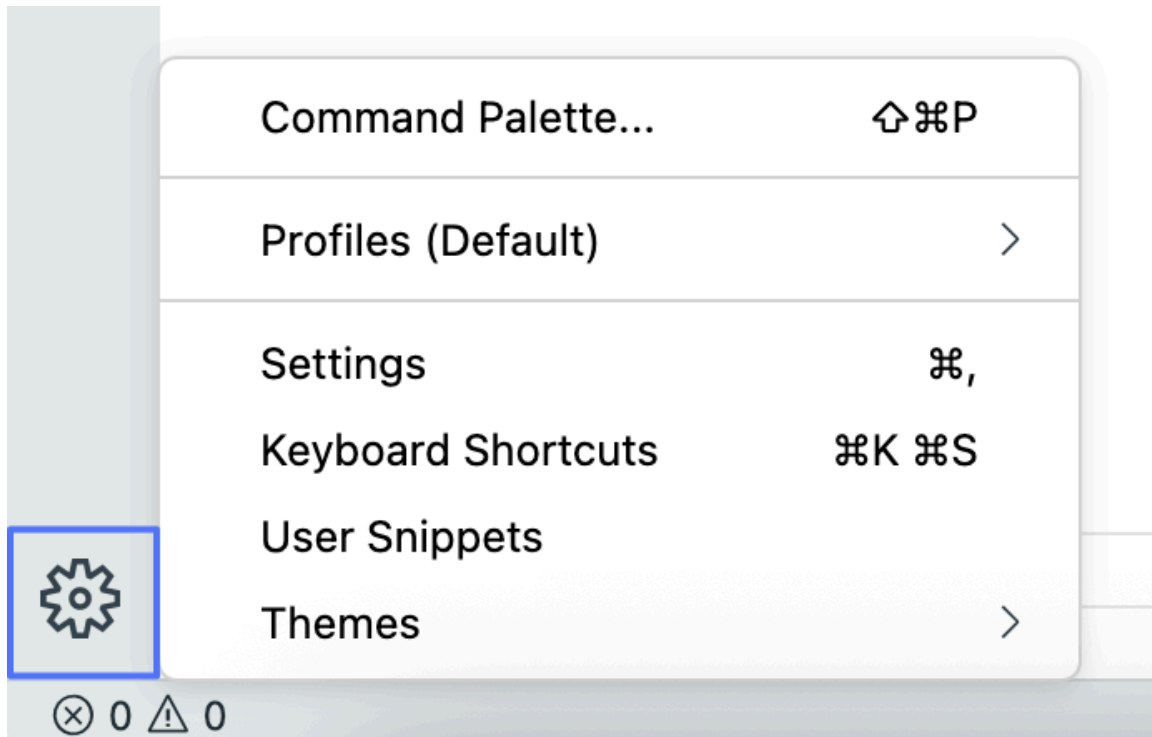 Command Palette... ⇧⌘P
Profiles (Default)
Settings ⌘,
Keyboard Shortcuts ⌘K ⌘S
User Snippets
Themes
0 0